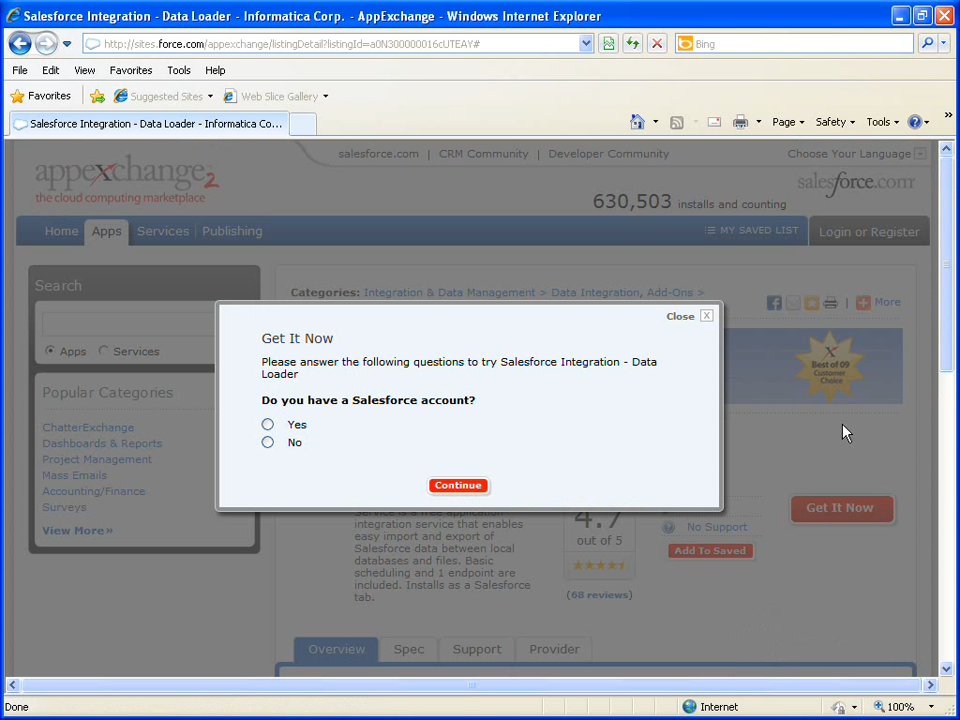 Salesforce Integration - Data Loader - Informatica Corp. - AppExchange - Windows Internet Explorer
http://sites.force.com/appexchange/listingDetail?listingId=a0N300000016cUTEAY#
Bing
File Edit View Favorites Tools Help
Favorites Suggested Sites Web Slice Gallery
Salesforce Integration - Data Loader - Informatica Co...
Page Safety Tools
appexchange 2
the cloud computing marketplace
salesforce.com | CRM Community | Developer Community
Choose Your Language
salesforce.com
630,503 installs and counting
Home Apps Services | Publishing
MY SAVED LIST
Login or Register
Search
Apps Services
Popular Categories
ChatterExchange
Dashboards & Reports
Project Management
Mass Emails
Accounting/Finance
Surveys
View More»
Categories: Integration & Data Management > Data Integration, Add-Ons >
More
Best of 09
Customer
Choice
Close X
Get It Now
Please answer the following questions to try Salesforce Integration - Data
Loader
Do you have a Salesforce account?
Yes
No
Continue
Service is a free application
integration service that enables
easy import and export of
Salesforce data between local
databases and files. Basic
scheduling and 1 endpoint are
included. Installs as a Salesforce
tab.
4.7
out of 5
(68 reviews)
No Support
Add To Saved
Get It Now
Overview Spec Support Provider
Done
Internet
100%